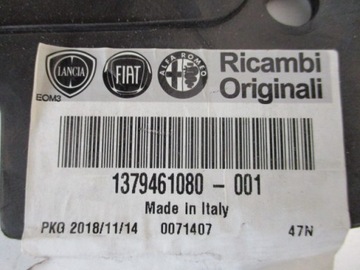 LANCIA
FIAT
ALFA ROMEO
Ricambi
Originali
EOM3
1379461080 - 001
Made in Italy
PKG 2018/11/14 0071407 47N